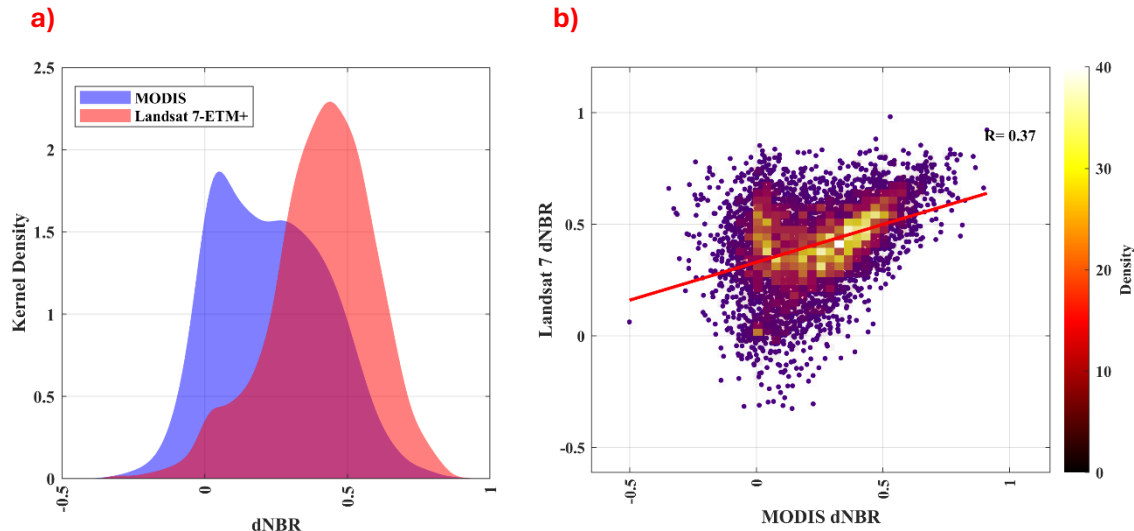 a)
2.5
2
1.5
1
0.5
0
Kernel Density
MODIS
Landsat 7-ETM+
-0.5
0
0.5
1
dNBR
b)
1
0.5
0
-0.5
Landsat 7 dNBR
R= 0.37
-0.5
0
0.5
1
MODIS dNBR
40
30
20
10
0
Density